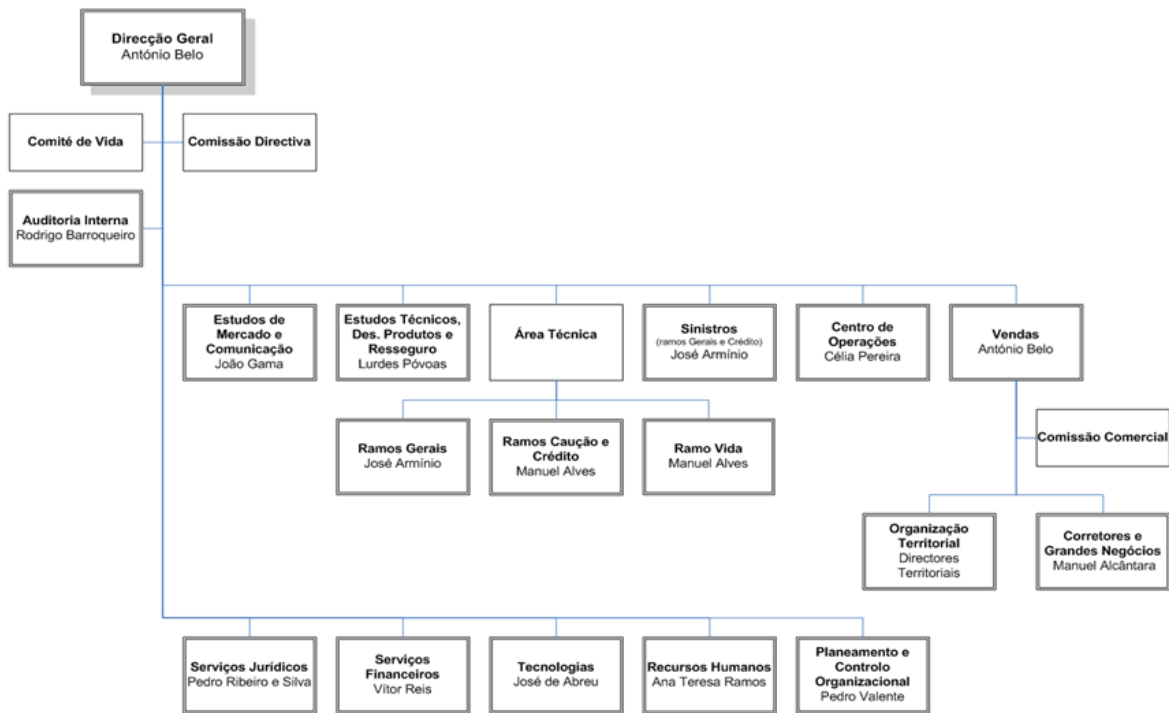 Direcção Geral
António Belo
Comité de Vida
Comissão Directiva
Auditoria Interna
Rodrigo Barroqueiro
Estudos de
Mercado e
Comunicação
João Gama
Estudos Técnicos,
Des. Produtos e
Resseguro
Lurdes Póvoas
Área Técnica
Sinistros
(ramos Gerais e Crédito)
José Armínio
Centro de
Operações
Célia Pereira
Vendas
António Belo
Comissão Comercial
Ramos Gerais
José Armínio
Ramos Caução e
Crédito
Manuel Alves
Ramo Vida
Manuel Alves
Organização
Territorial
Directores
Territoriais
Corretores e
Grandes Negócios
Manuel Alcântara
Serviços Jurídicos
Pedro Ribeiro e Silva
Serviços
Financeiros
Vítor Reis
Tecnologias
José de Abreu
Recursos Humanos
Ana Teresa Ramos
Planeamento e
Controlo
Organizacional
Pedro Valente